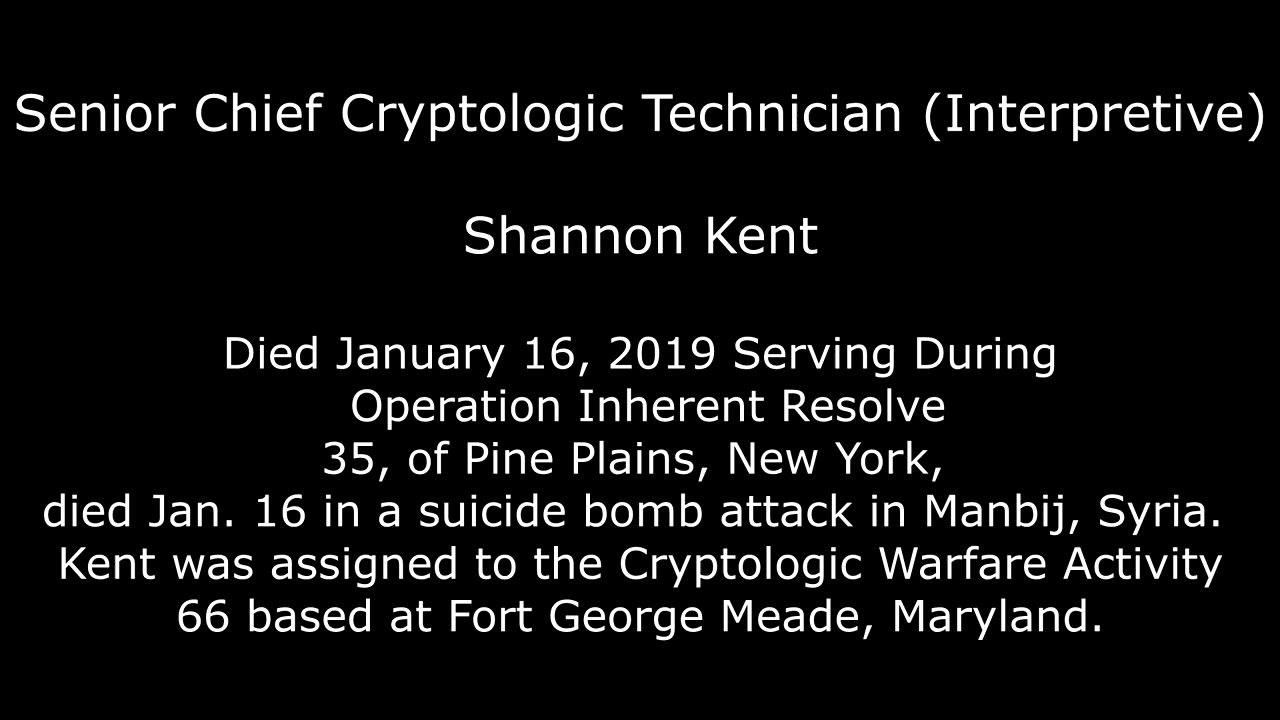 Senior Chief Cryptologic Technician (Interpretive)
Shannon Kent
Died January 16, 2019 Serving During
Operation Inherent Resolve
35, of Pine Plains, New York,
died Jan. 16 in a suicide bomb attack in Manbij, Syria.
Kent was assigned to the Cryptologic Warfare Activity
66 based at Fort George Meade, Maryland.